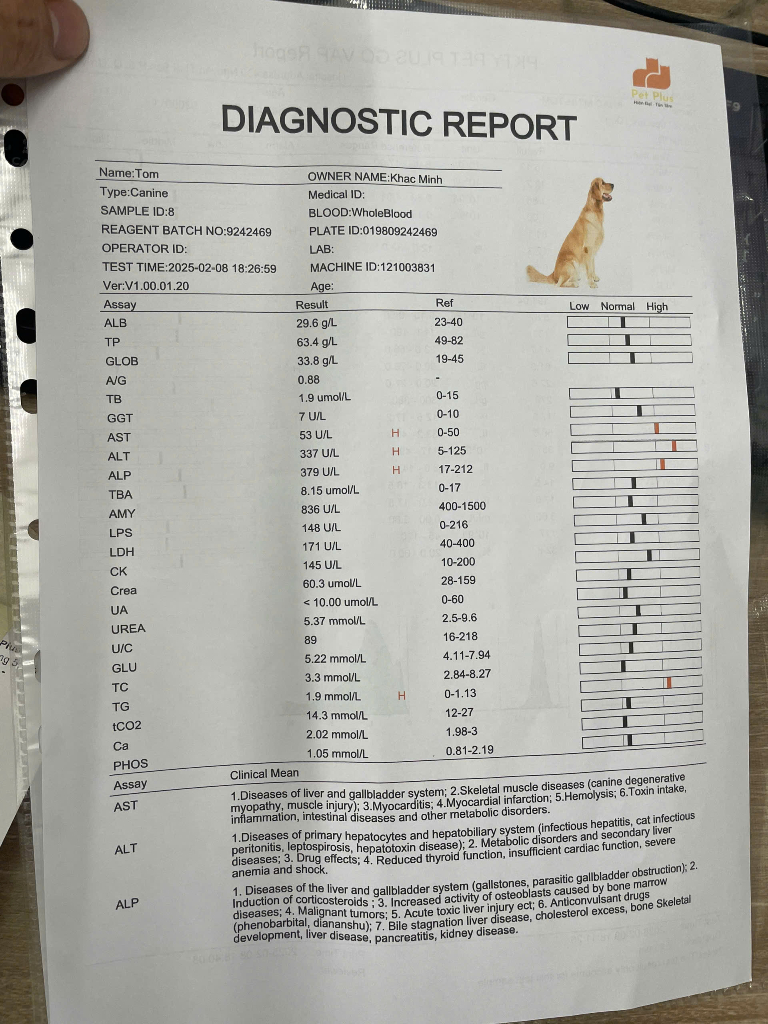 Pet Plus
DIAGNOSTIC REPORT
Name:Tom OWNER NAME:Khac Minh
Type:Canine Medical ID:
SAMPLE ID:8 BLOOD:WholeBlood
REAGENT BATCH NO:9242469 PLATE ID:019809242469
OPERATOR ID: LAB:
TEST TIME:2025-02-08 18:26:59 MACHINE ID:121003831
Ver:V1.00.01.20 Age:
Assay Result Ref Low Normal High
ALB 29.6 g/L 23-40
TP 63.4 g/L 49-82
GLOB 33.8 g/L 19-45
A/G 0.88 -
TB 1.9 umol/L 0-15
GGT 7 U/L 0-10
AST 53 U/L H 0-50
ALT 337 U/L H 5-125
ALP 379 U/L H 17-212
TBA 8.15 umol/L 0-17
AMY 836 U/L 400-1500
LPS 148 U/L 0-216
LDH 171 U/L 40-400
CK 145 U/L 10-200
Crea 60.3 umol/L 28-159
UA < 10.00 umol/L 0-60
UREA 5.37 mmol/L 2.5-9.6
U/C 89 16-218
GLU 5.22 mmol/L 4.11-7.94
TC 3.3 mmol/L 2.84-8.27
TG 1.9 mmol/L H 0-1.13
tCO2 14.3 mmol/L 12-27
Ca 2.02 mmol/L 1.98-3
PHOS 1.05 mmol/L 0.81-2.19
Assay Clinical Mean
AST 1.Diseases of liver and gallbladder system; 2.Skeletal muscle diseases (canine degenerative
myopathy, muscle injury); 3.Myocarditis; 4.Myocardial infarction; 5.Hemolysis; 6.Toxin intake,
inflammation, intestinal diseases and other metabolic disorders.
ALT 1.Diseases of primary hepatocytes and hepatobiliary system (infectious hepatitis, cat infectious
peritonitis, leptospirosis, hepatotoxin disease); 2. Metabolic disorders and secondary liver
diseases; 3. Drug effects; 4. Reduced thyroid function, insufficient cardiac function, severe
anemia and shock.
ALP 1. Diseases of the liver and gallbladder system (gallstones, parasitic gallbladder obstruction); 2.
Induction of corticosteroids ; 3. Increased activity of osteoblasts caused by bone marrow
diseases; 4. Malignant tumors; 5. Acute toxic liver injury ect; 6. Anticonvulsant drugs
(phenobarbital, diananshu); 7. Bile stagnation liver disease, cholesterol excess, bone Skeletal
development, liver disease, pancreatitis, kidney disease.